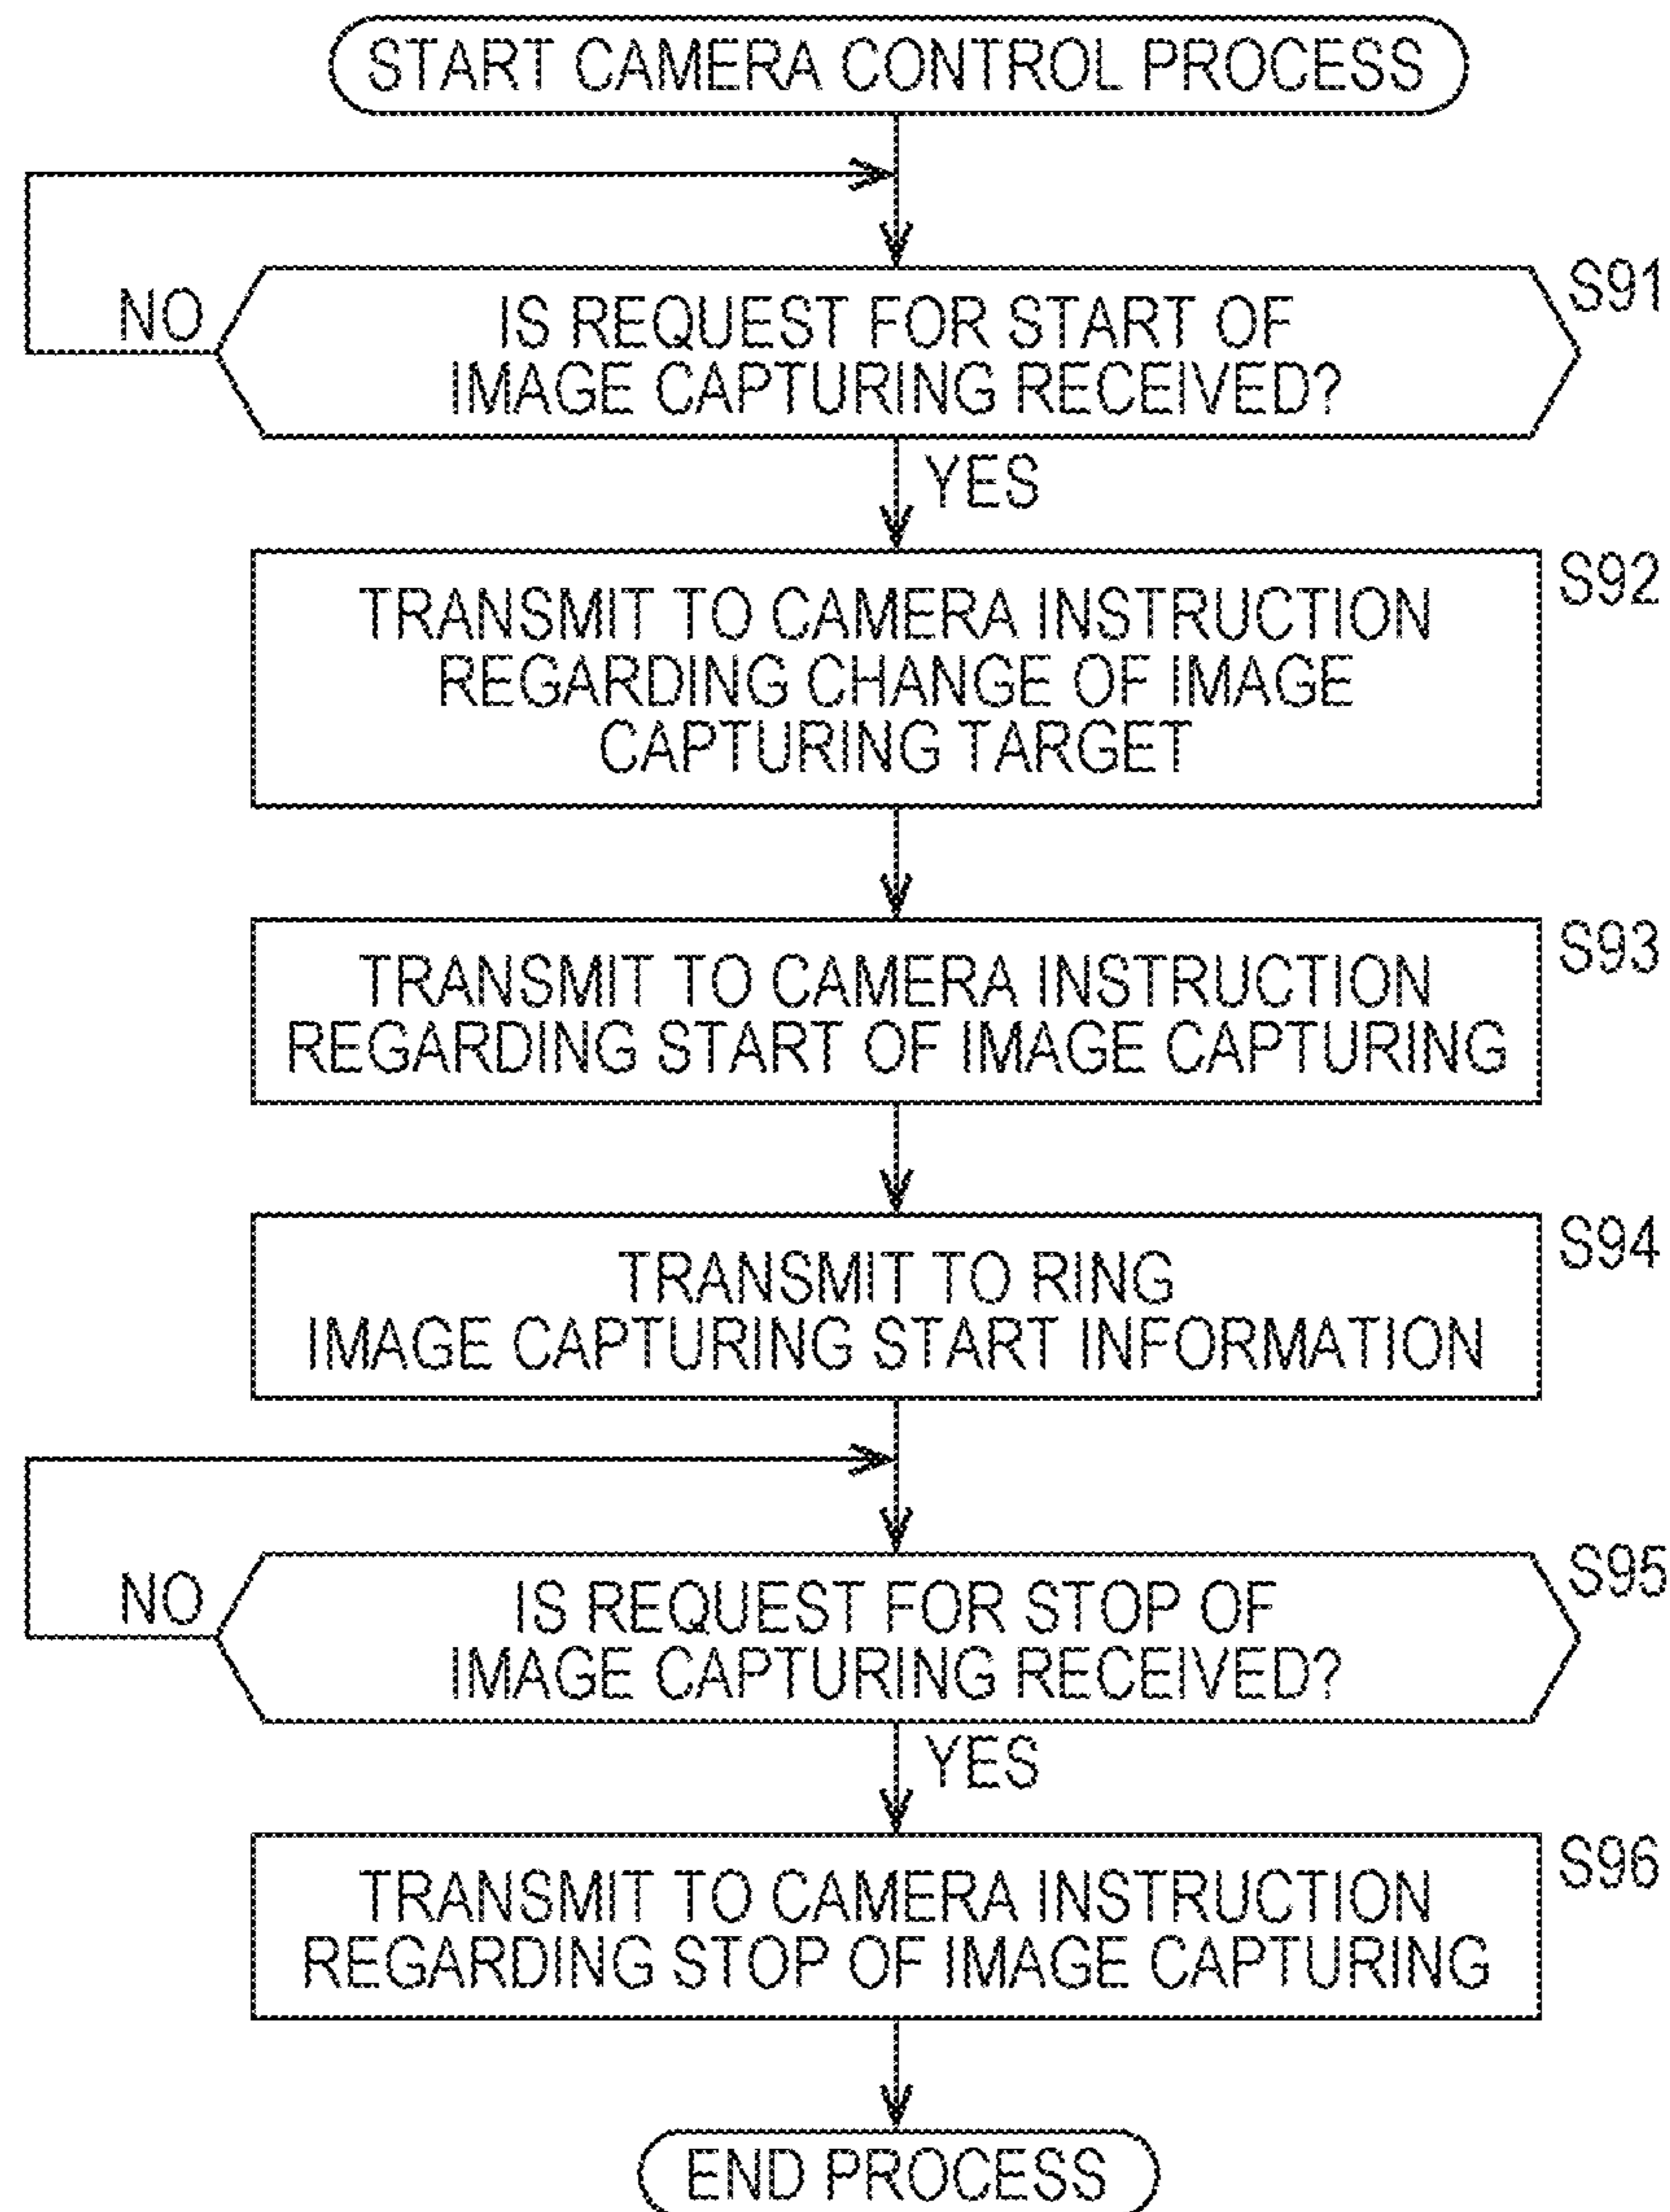 START CAMERA CONTROL PROCESS
NO
IS REQUEST FOR START OF
IMAGE CAPTURING RECEIVED?
S91
YES
TRANSMIT TO CAMERA INSTRUCTION
REGARDING CHANGE OF IMAGE
CAPTURING TARGET
S92
TRANSMIT TO CAMERA INSTRUCTION
REGARDING START OF IMAGE CAPTURING
S93
TRANSMIT TO RING
IMAGE CAPTURING START INFORMATION
S94
NO
IS REQUEST FOR STOP OF
IMAGE CAPTURING RECEIVED?
S95
YES
TRANSMIT TO CAMERA INSTRUCTION
REGARDING STOP OF IMAGE CAPTURING
S96
END PROCESS